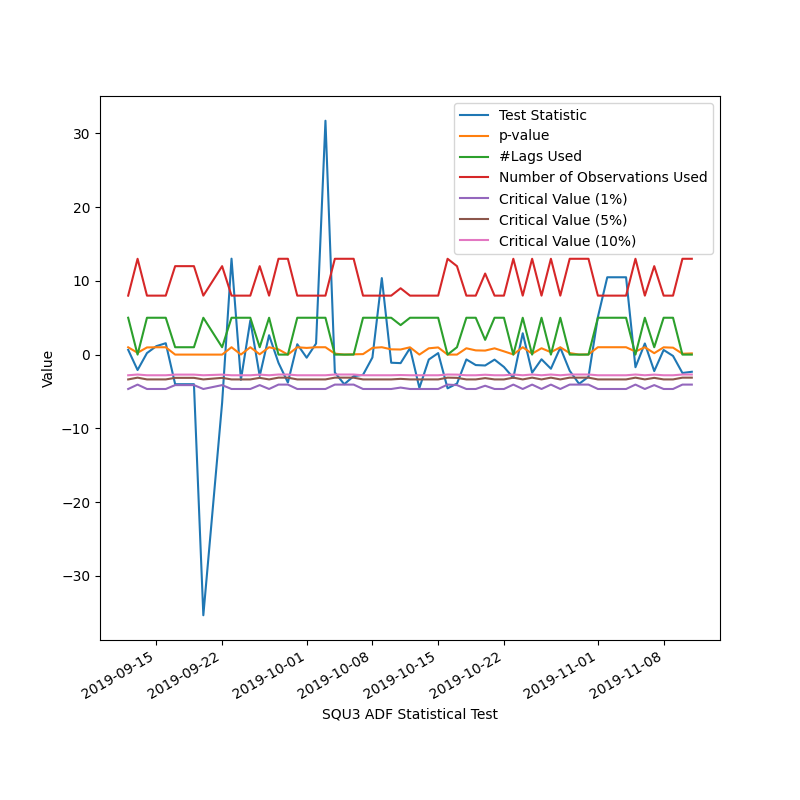 Test Statistic
p-value
#Lags Used
Number of Observations Used
Critical Value (1%)
Critical Value (5%)
Critical Value (10%)
30
20
10
0
−10
−20
−30
Value
2019-09-15
2019-09-22
2019-10-01
2019-10-08
2019-10-15
2019-10-22
2019-11-01
2019-11-08
SQU3 ADF Statistical Test